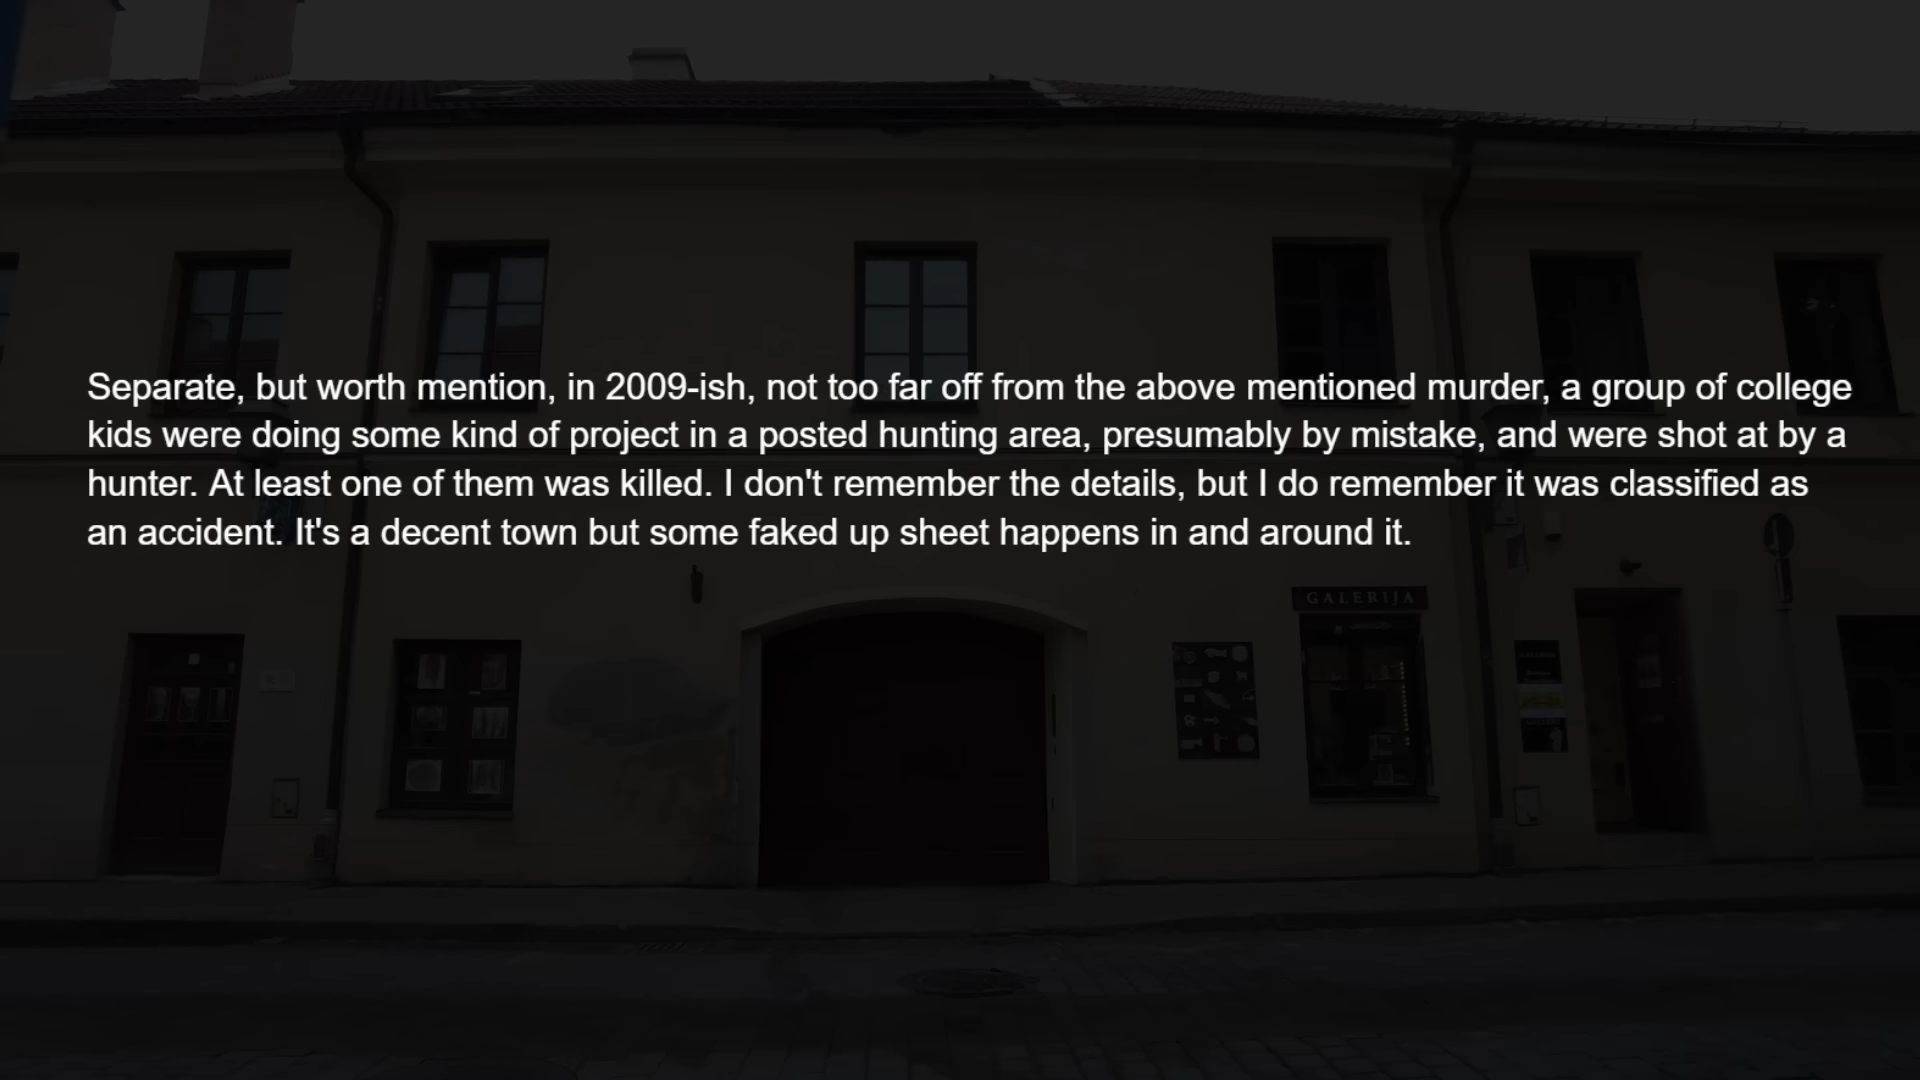 Separate, but worth mention, in 2009-ish, not too far off from the above mentioned murder, a group of college
kids were doing some kind of project in a posted hunting area, presumably by mistake, and were shot at by a
hunter. At least one of them was killed. I don't remember the details, but I do remember it was classified as
an accident. It's a decent town but some faked up sheet happens in and around it.
GALERIJA